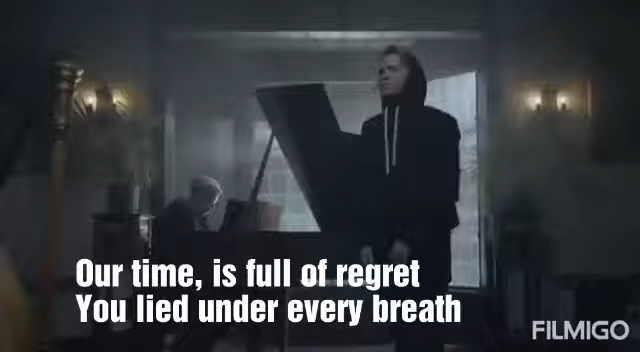 Our time, is full of regret
You lied under every breath
FILMIGO